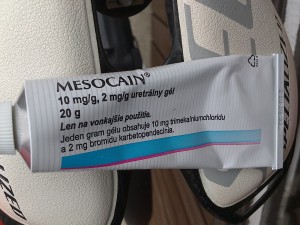 MESOCAIN®
10 mg/g, 2 mg/g uretrálny gél
20 g
Len na vonkajšie použitie.
Jeden gram gélu obsahuje 10 mg trimekaíniumchloridu
a 2 mg bromidu karbetopendecínia.